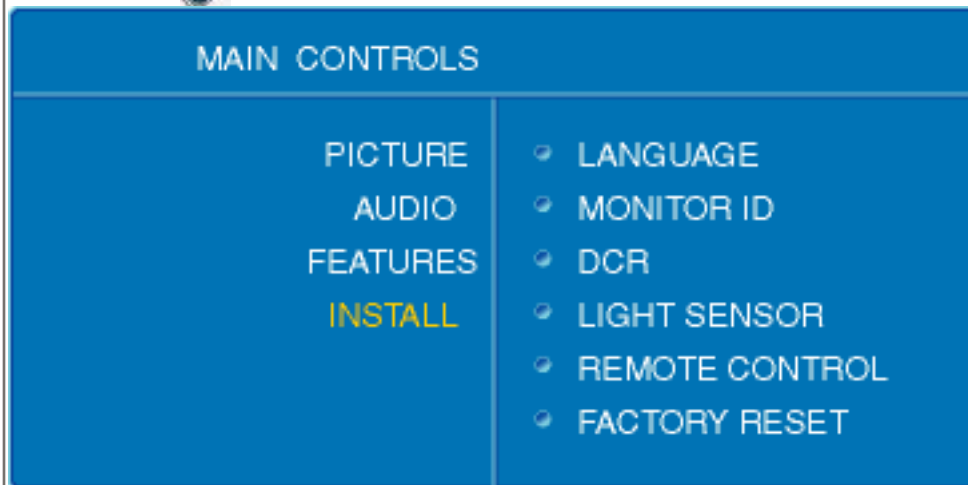 MAIN CONTROLS
PICTURE
AUDIO
FEATURES
INSTALL
LANGUAGE
MONITOR ID
DCR
LIGHT SENSOR
REMOTE CONTROL
FACTORY RESET